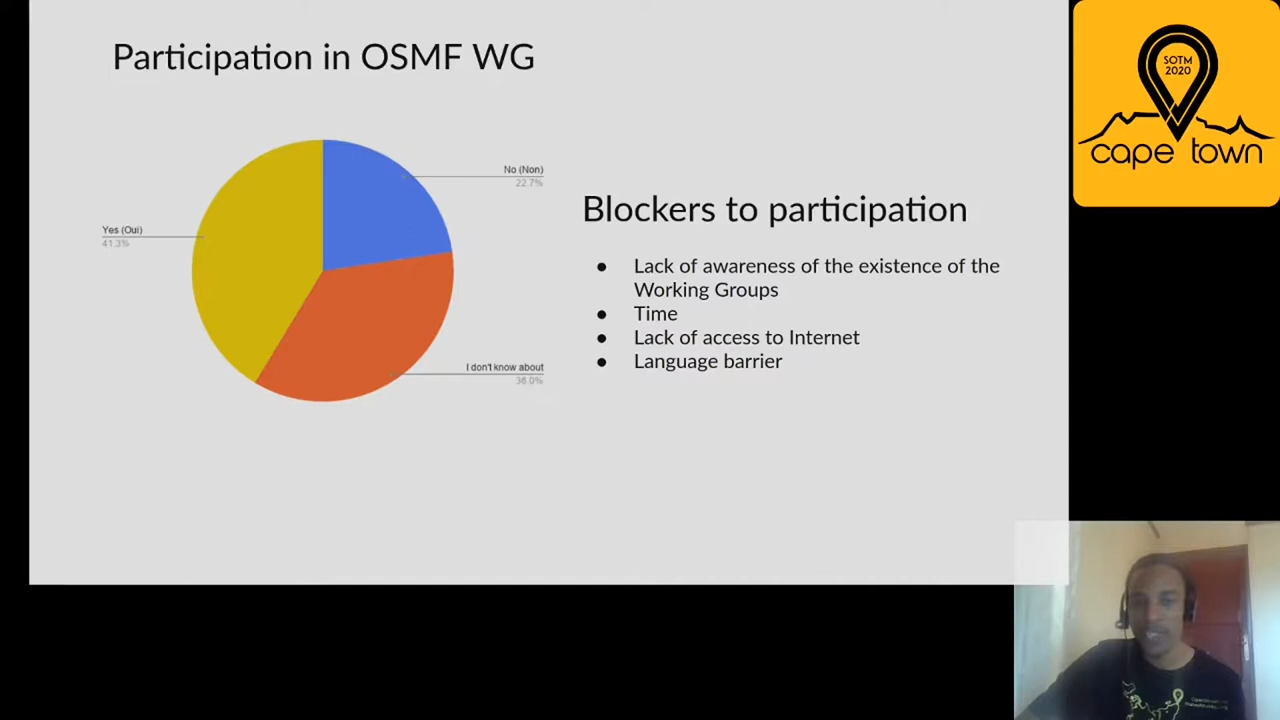 Participation in OSMF WG
SOTM
2020
cape town
No (Non)
22.7%
Yes (Oui)
41.3%
I don't know about
36.0%
Blockers to participation
● Lack of awareness of the existence of the
Working Groups
● Time
● Lack of access to Internet
● Language barrier